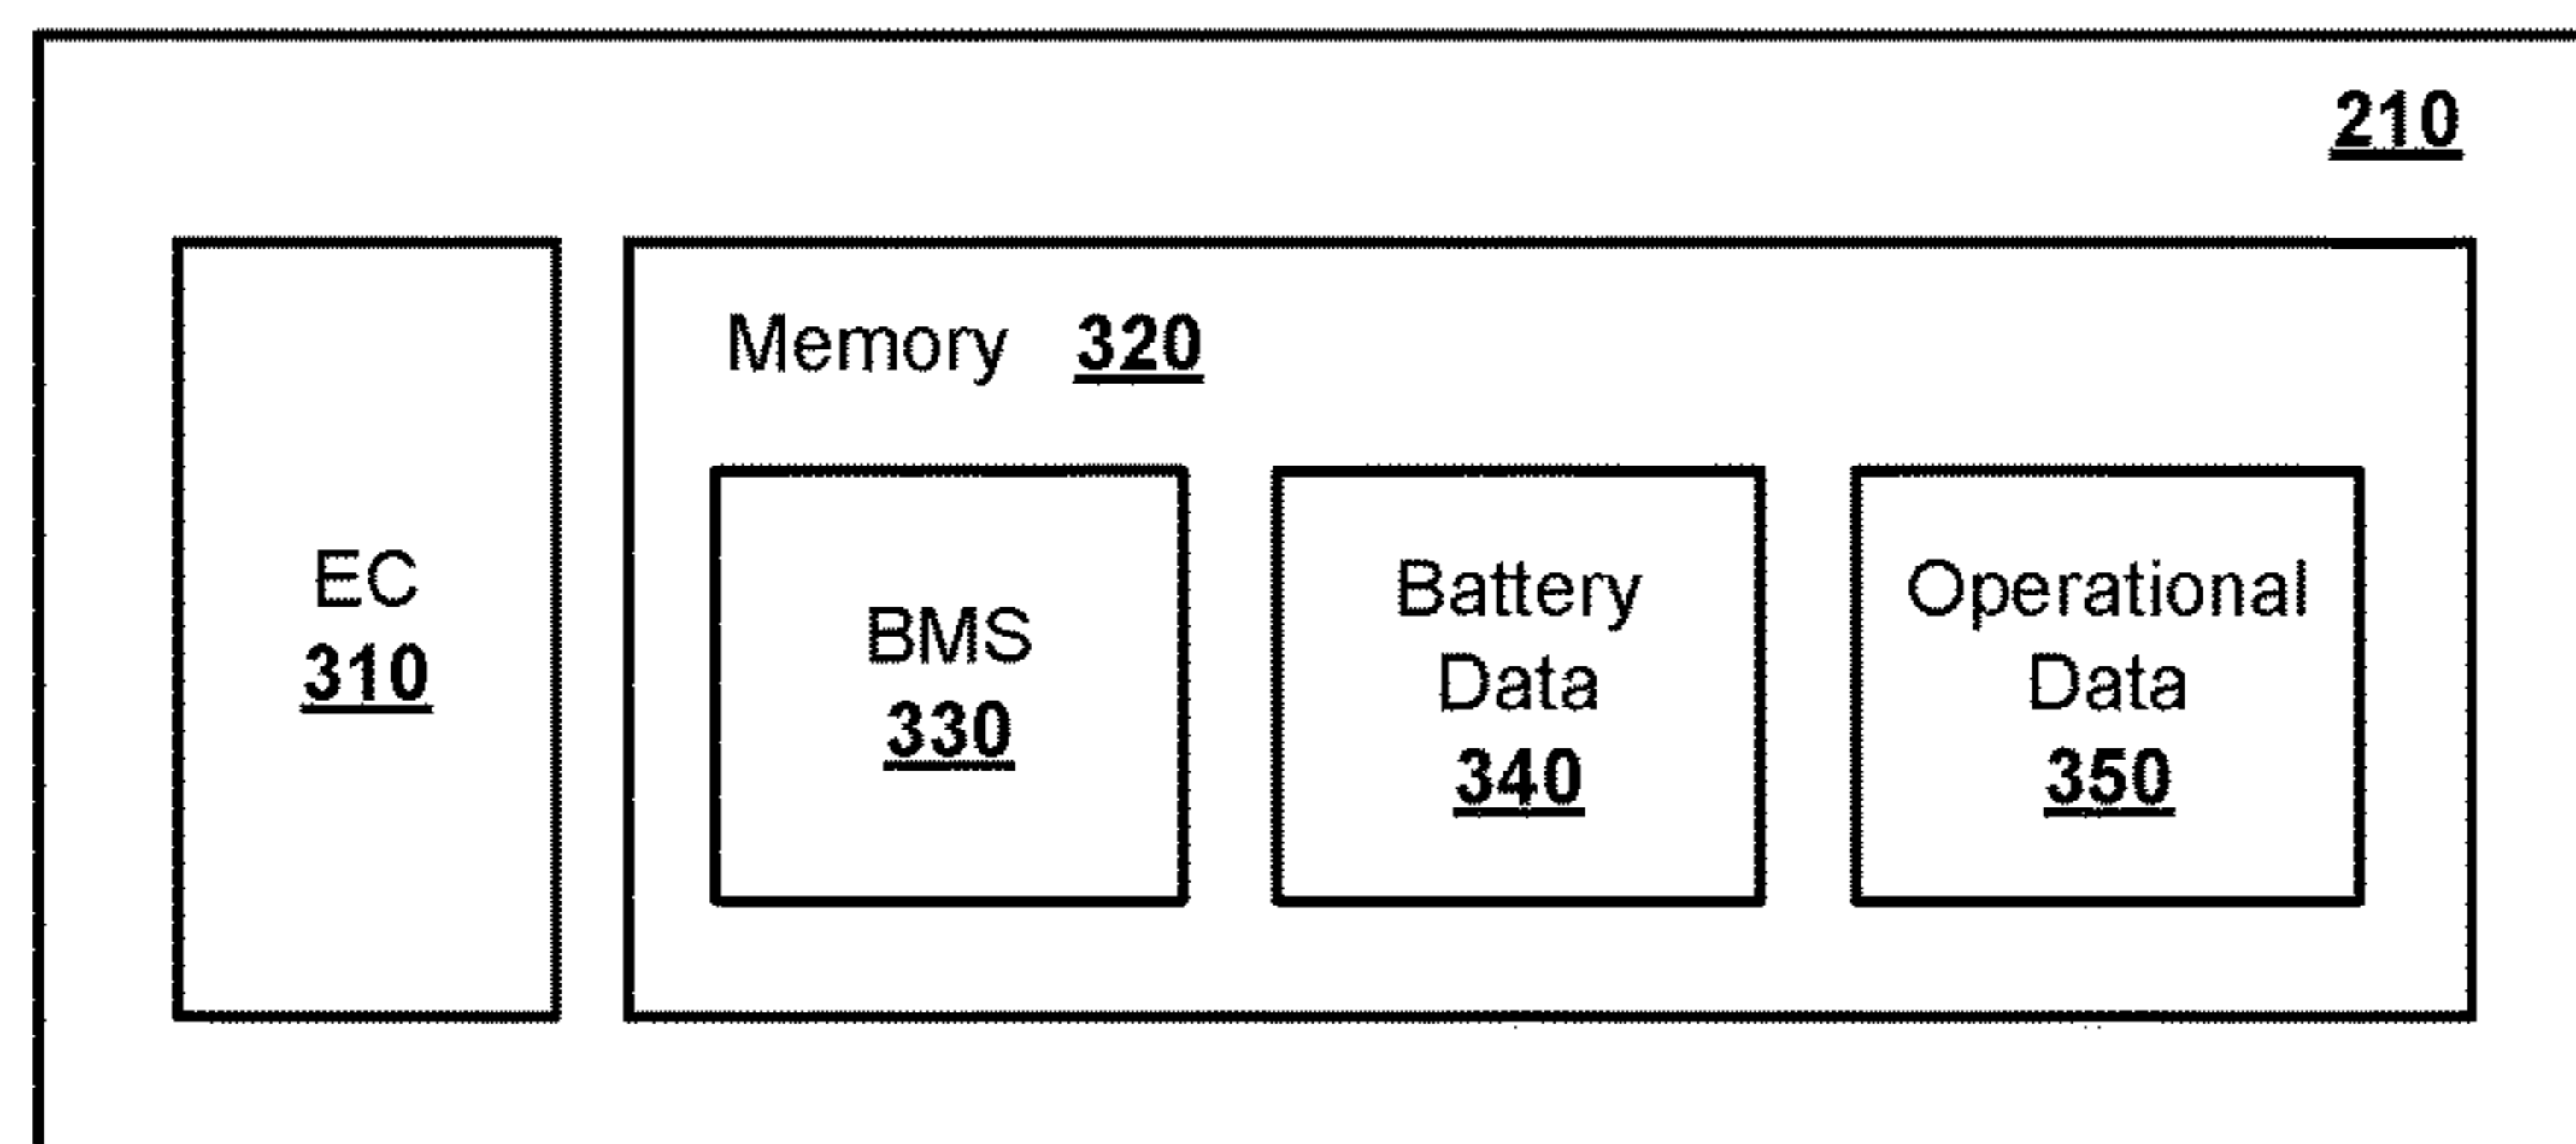 210
Memory 320
EC
310
BMS
330
Battery
Data
340
Operational
Data
350